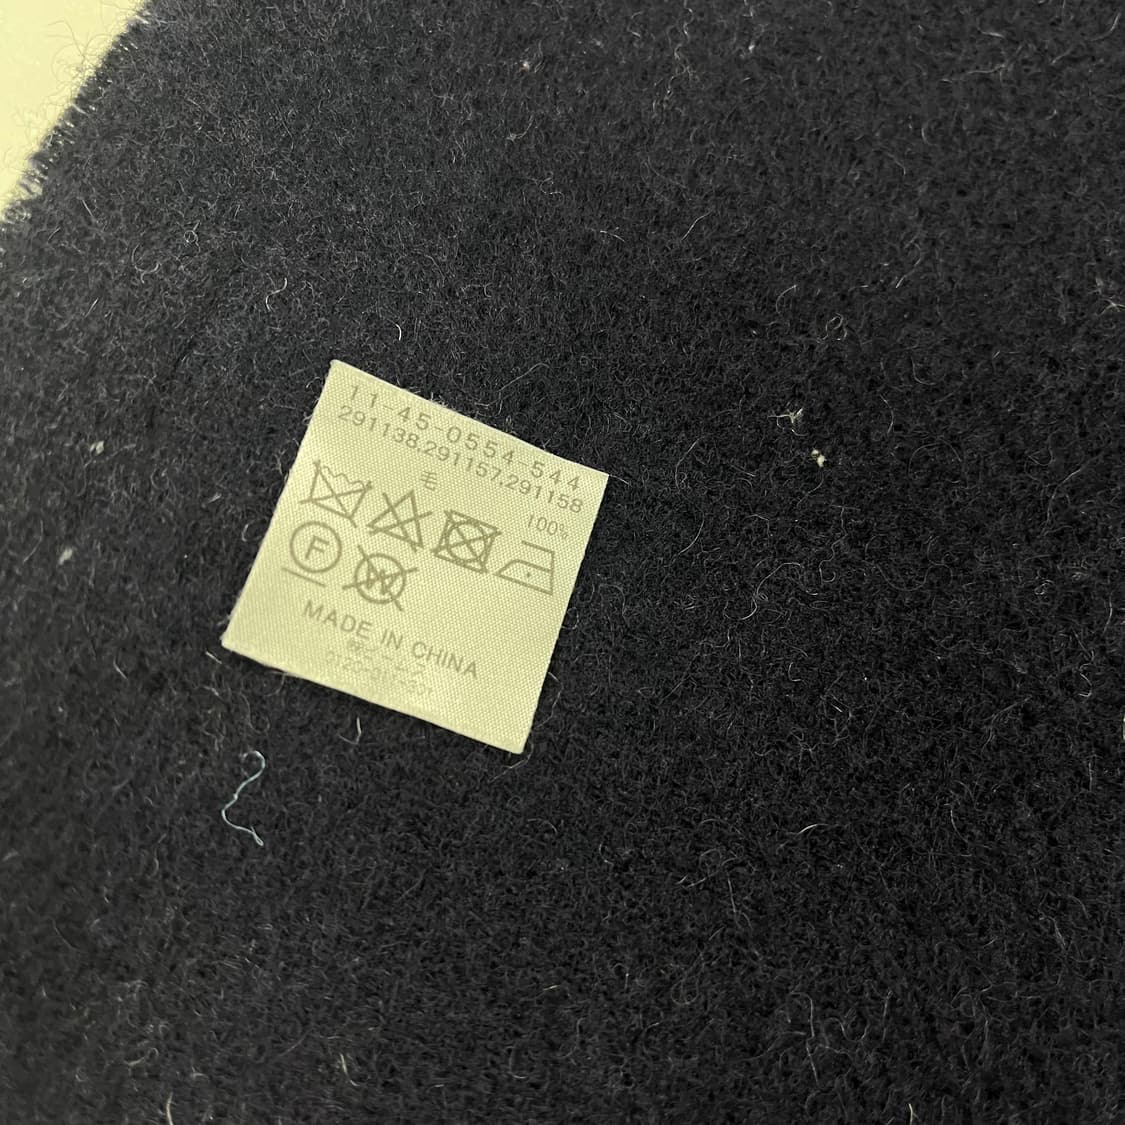 11-45-0554-544
291138,291157,291158
毛
100%
F
W
MADE IN CHINA